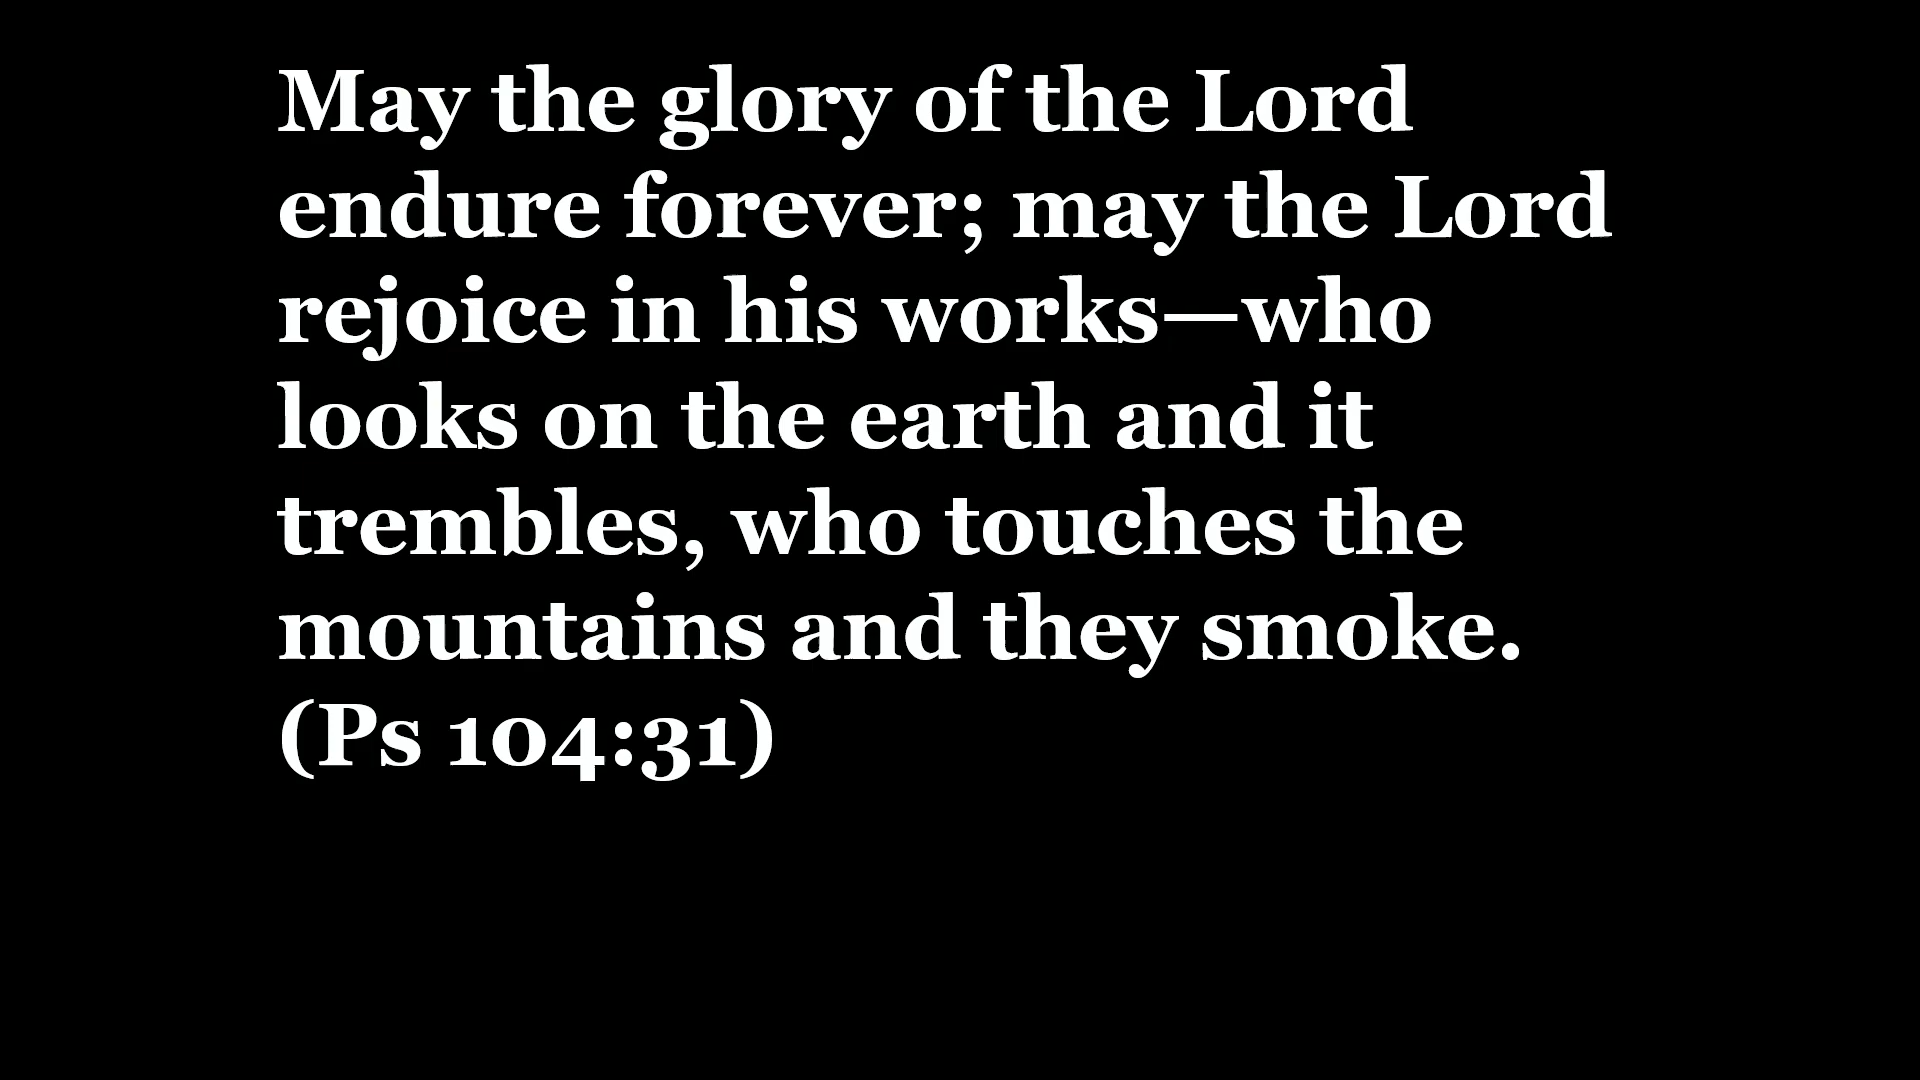 May the glory of the Lord
endure forever; may the Lord
rejoice in his works—who
looks on the earth and it
trembles, who touches the
mountains and they smoke.
(Ps 104:31)